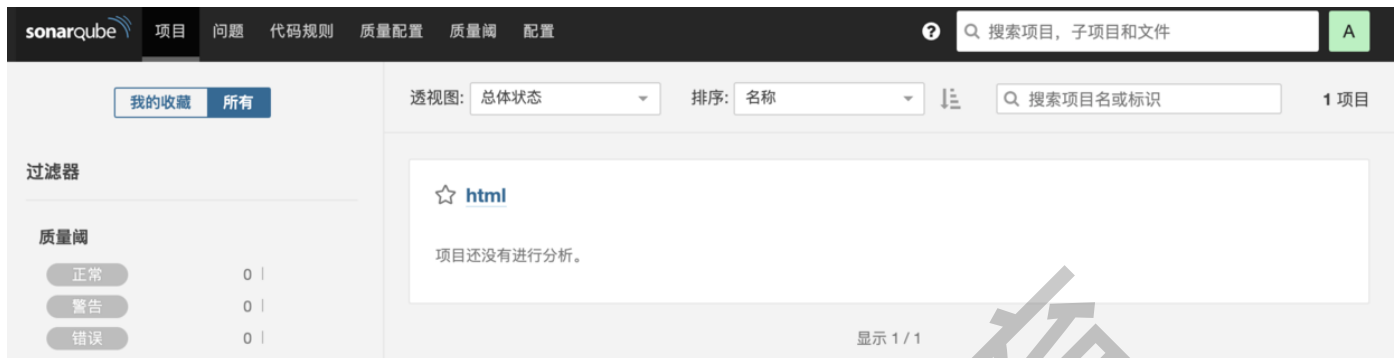 sonarqube 项目 问题 代码规则 质量配置 质量阈 配置 ? 搜索项目，子项目和文件 A
我的收藏 所有 透视图: 总体状态 排序: 名称 搜索项目名或标识 1 项目
过滤器
html
质量阈
项目还没有进行分析。
正常 0
警告 0
错误 0
显示 1 / 1